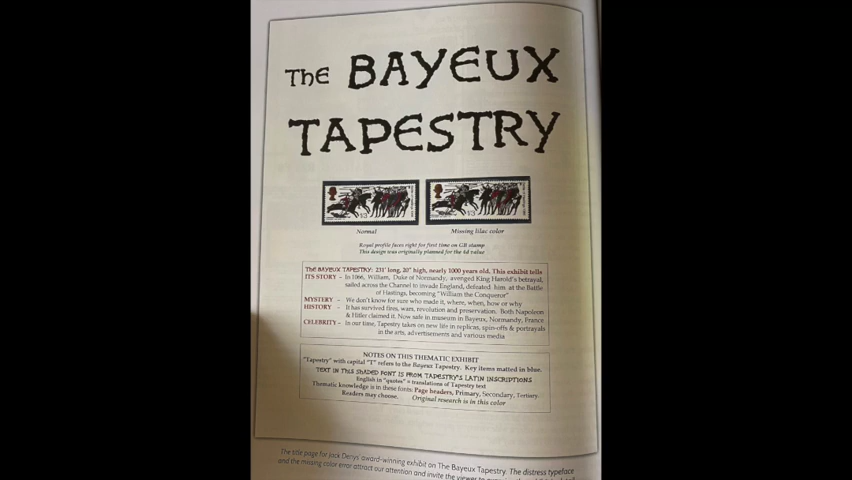 The BAYEUX
TAPESTRY
Normal
Missing lilac color
Royal profile faces right for first time on GB stamp
This design was originally planned for the 4d value
The BAYEUX TAPESTRY: 231' long, 20" high, nearly 1000 years old. This exhibit tells
ITS STORY – In 1066, William, Duke of Normandy, avenged King Harold's betrayal,
sailed across the Channel to invade England, defeated him at the Battle
of Hastings, becoming "William the Conqueror"
MYSTERY – We don't know for sure who made it, where, when, how or why
HISTORY – It has survived fires, wars, revolution and preservation. Both Napoleon
& Hitler claimed it. Now safe in museum in Bayeux, Normandy, France
CELEBRITY – In our time, Tapestry takes on new life in replicas, spin-offs & portrayals
in the arts, advertisements and various media
NOTES ON THIS THEMATIC EXHIBIT
"Tapestry" with capital "T" refers to the Bayeux Tapestry. Key items matted in blue.
TEXT IN THIS SHADED FONT IS FROM TAPESTRY'S LATIN INSCRIPTIONS
English in "quotes" = translations of Tapestry text
Thematic knowledge is in these fonts: Page headers, Primary, Secondary, Tertiary.
Readers may choose. Original research is in this color
The title page for Jack Denys' award-winning exhibit on The Bayeux Tapestry. The distress typeface
and the missing color error attract our attention and invite the viewer to